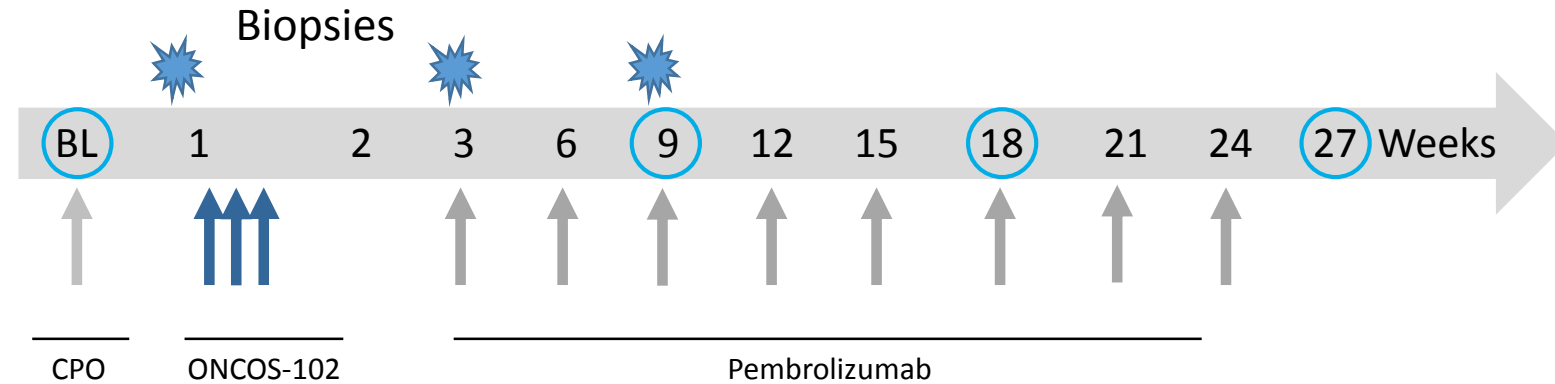 Biopsies
BL 1 2 3 6 9 12 15 18 21 24 27 Weeks
CPO ONCOS-102 Pembrolizumab